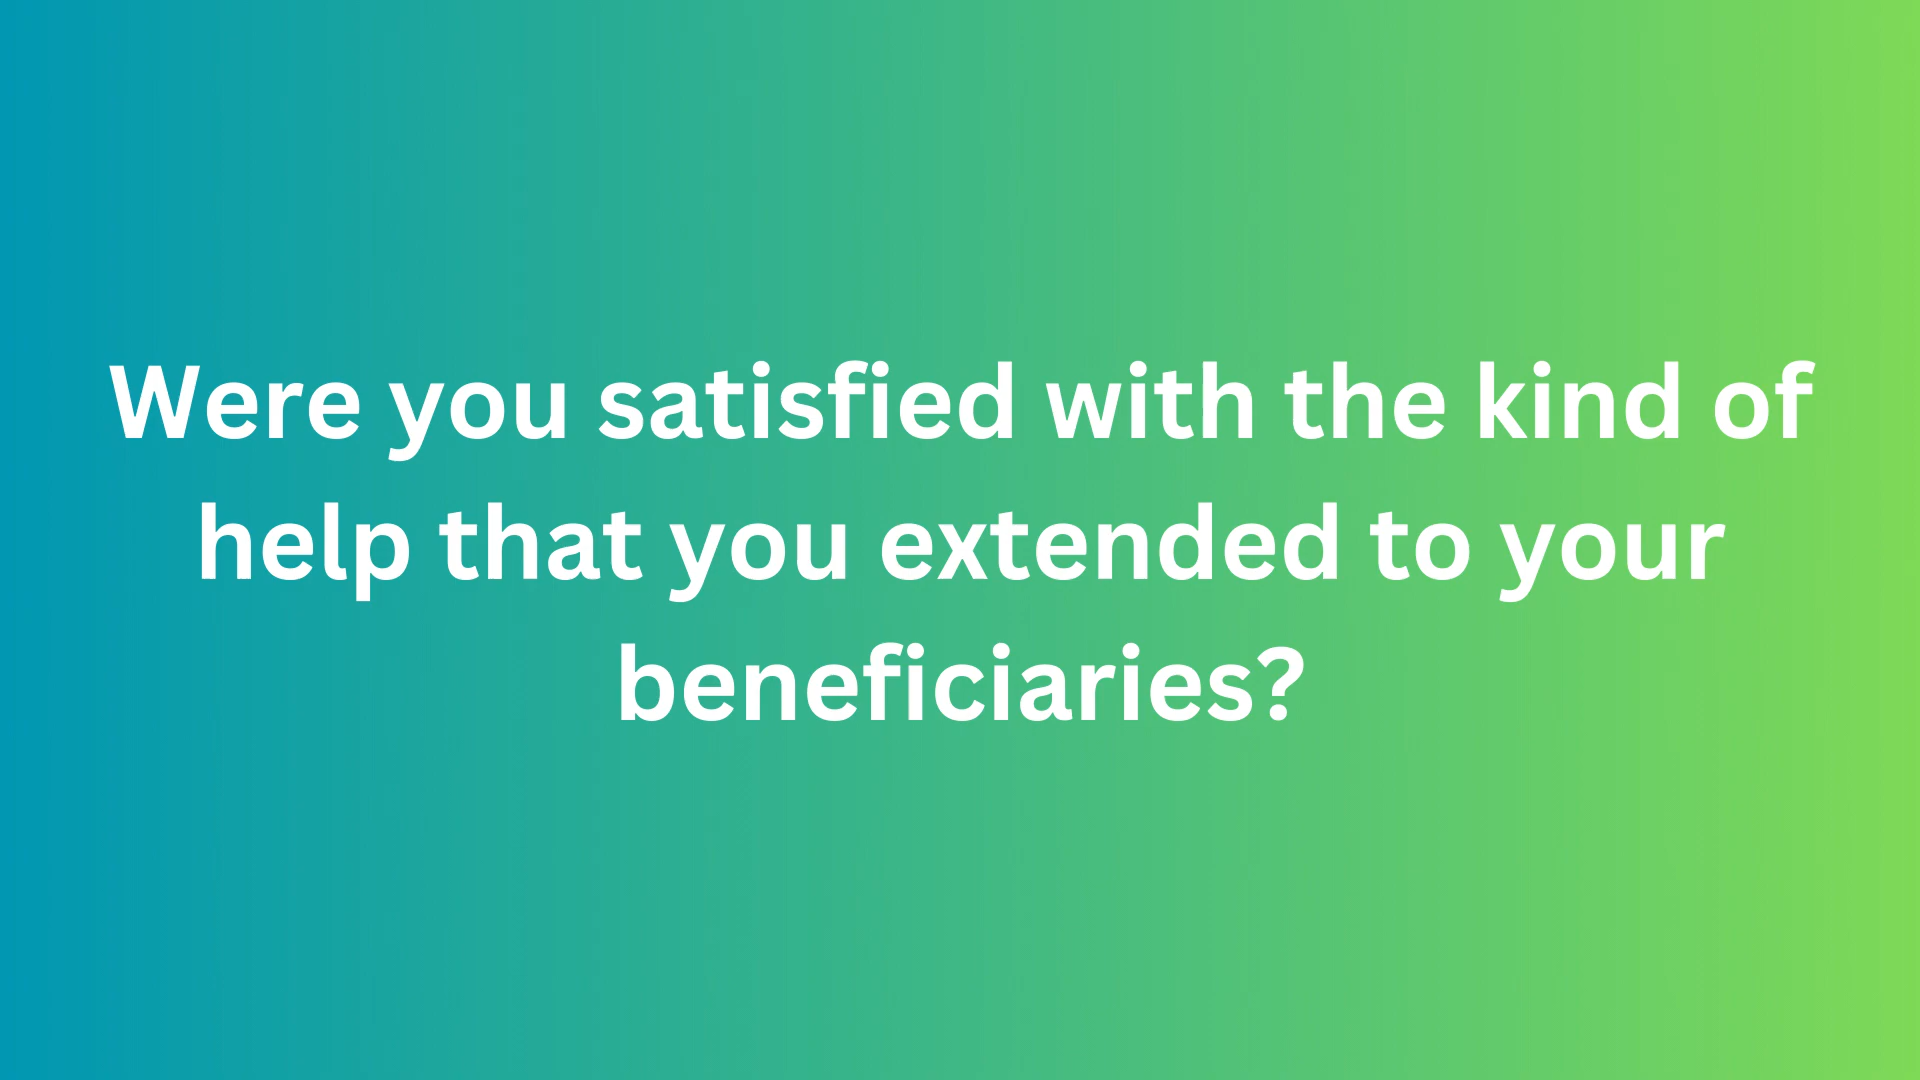 Were you satisfied with the kind of
help that you extended to your
beneficiaries?